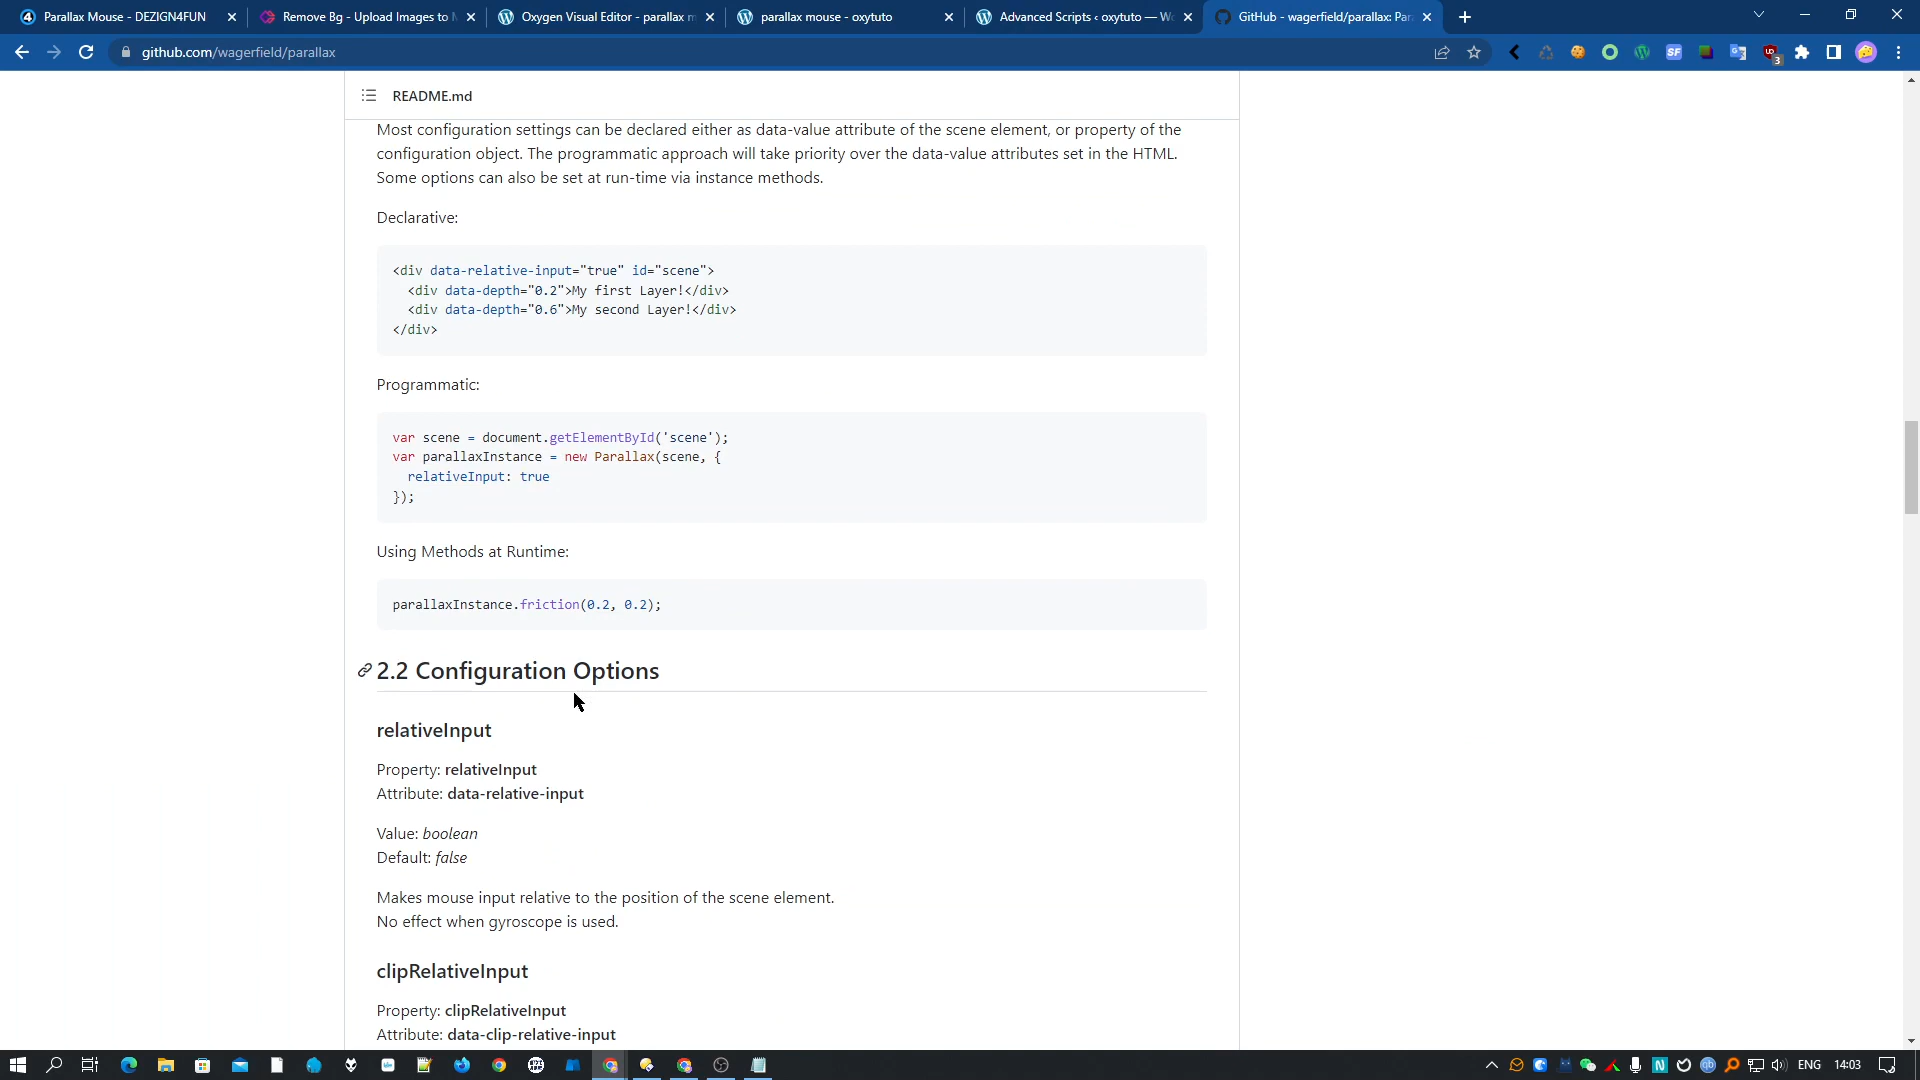 Parallax Mouse - DEZIGN4FUN
Remove Bg - Upload Images to
Oxygen Visual Editor - parallax m
parallax mouse - oxytuto
Advanced Scripts ‹ oxytuto — Wo
GitHub - wagerfield/parallax: Par
github.com/wagerfield/parallax
README.md
Most configuration settings can be declared either as data-value attribute of the scene element, or property of the
configuration object. The programmatic approach will take priority over the data-value attributes set in the HTML.
Some options can also be set at run-time via instance methods.
Declarative:
<div data-relative-input="true" id="scene">
<div data-depth="0.2">My first Layer!</div>
<div data-depth="0.6">My second Layer!</div>
</div>
Programmatic:
var scene = document.getElementById('scene');
var parallaxInstance = new Parallax(scene, {
relativeInput: true
});
Using Methods at Runtime:
parallaxInstance.friction(0.2, 0.2);
2.2 Configuration Options
relativeInput
Property: relativeInput
Attribute: data-relative-input
Value: boolean
Default: false
Makes mouse input relative to the position of the scene element.
No effect when gyroscope is used.
clipRelativeInput
Property: clipRelativeInput
Attribute: data-clip-relative-input
ENG
14:03